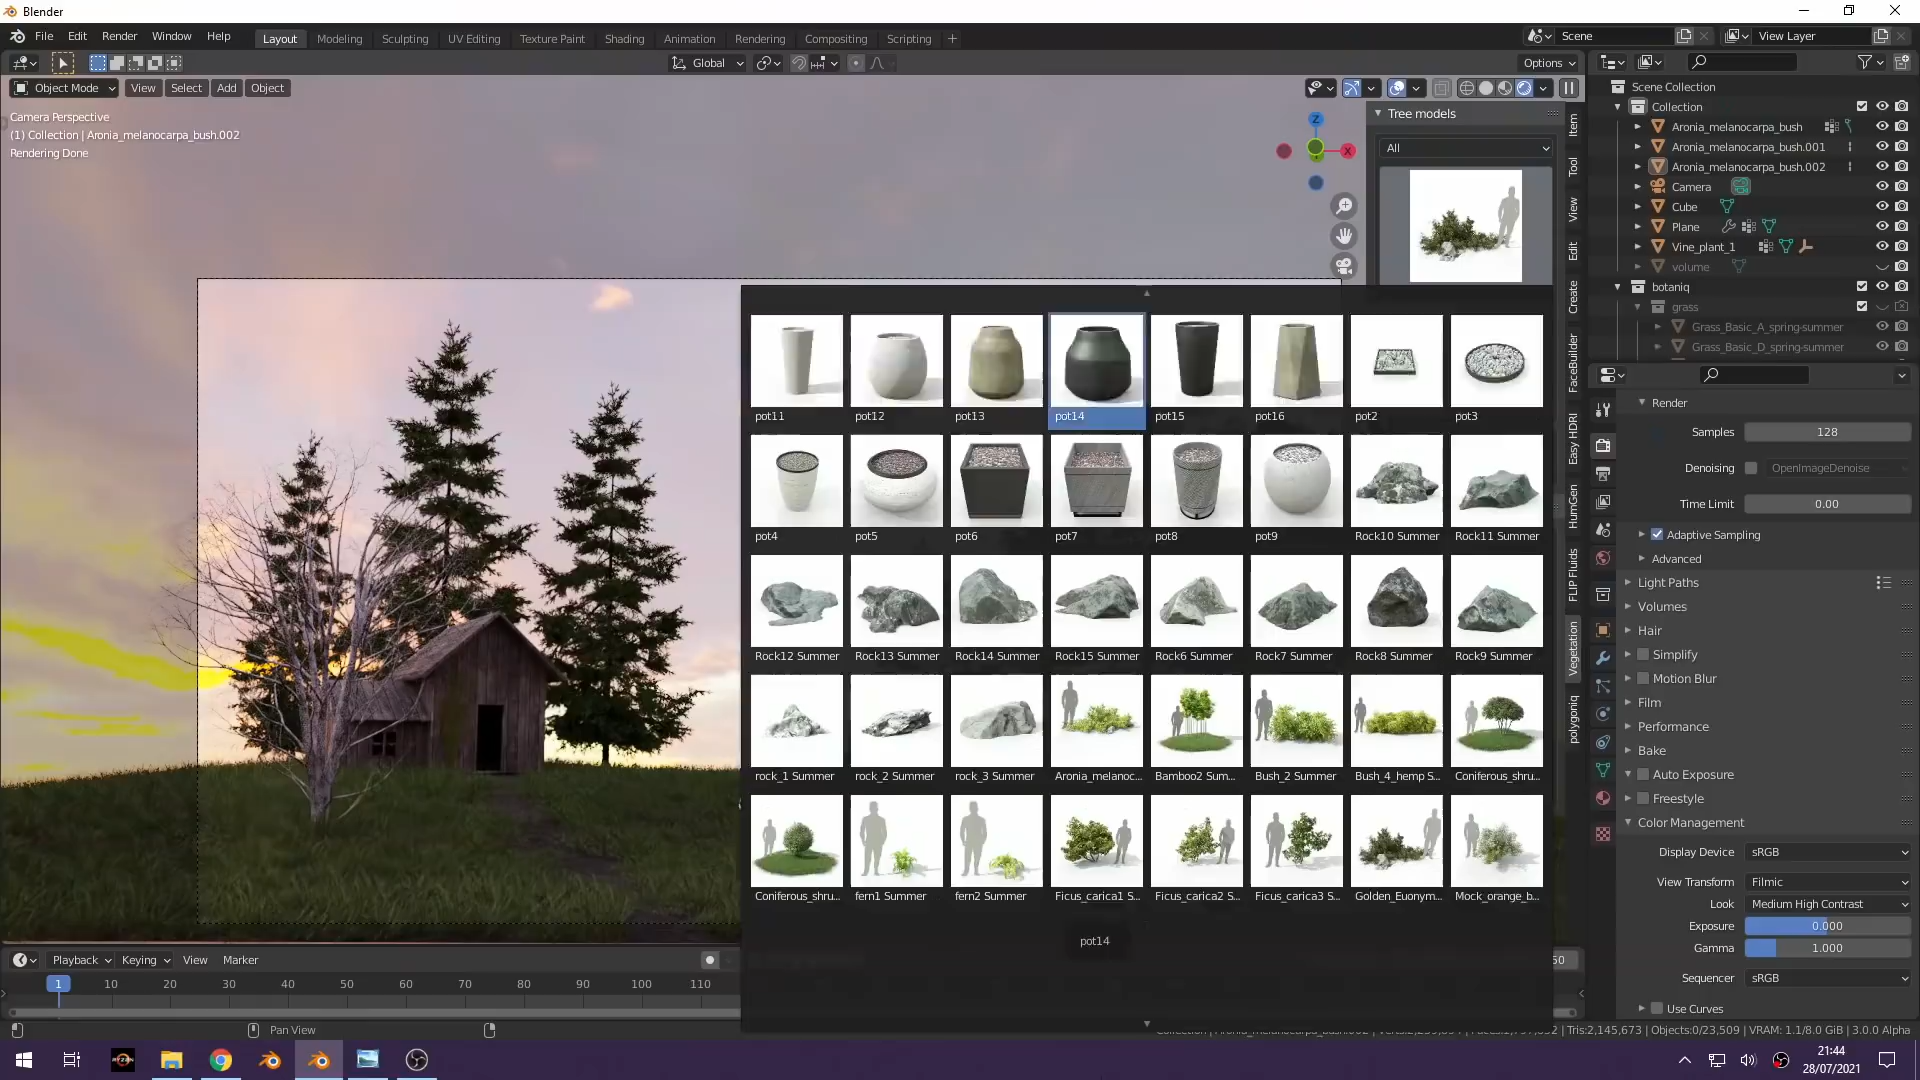 Blender
File Edit Render Window Help
Layout Modeling Sculpting UV Editing Texture Paint Shading Animation Rendering Compositing Scripting +
Scene
View Layer
Global
Options
Object Mode View Select Add Object
Camera Perspective
(1) Collection | Aronia_melanocarpa_bush.002
Rendering Done
Z
X
Tree models
All
Item
Tool
View
Edit
Create
FaceBuilder
Easy HDRI
HumGen
FLIP Fluids
Vegetation
polygoniq
Scene Collection
Collection
Aronia_melanocarpa_bush
Aronia_melanocarpa_bush.001
Aronia_melanocarpa_bush.002
Camera
Cube
Plane
Vine_plant_1
volume
botaniq
grass
Grass_Basic_A_spring-summer
Grass_Basic_D_spring-summer
pot11 pot12 pot13 pot14 pot15 pot16 pot2 pot3
pot4 pot5 pot6 pot7 pot8 pot9 Rock10 Summer Rock11 Summer
Rock12 Summer Rock13 Summer Rock14 Summer Rock15 Summer Rock6 Summer Rock7 Summer Rock8 Summer Rock9 Summer
rock_1 Summer rock_2 Summer rock_3 Summer Aronia_melanoc... Bamboo2 Sum... Bush_2 Summer Bush_4_hemp S... Coniferous_shru...
Coniferous_shru... fern1 Summer fern2 Summer Ficus_carica1 S... Ficus_carica2 S... Ficus_carica3 S... Golden_Euonym... Mock_orange_b...
pot14
Render
Samples 128
Denoising OpenImageDenoise
Time Limit 0.00
Adaptive Sampling
Advanced
Light Paths
Volumes
Hair
Simplify
Motion Blur
Film
Performance
Bake
Auto Exposure
Freestyle
Color Management
Display Device sRGB
View Transform Filmic
Look Medium High Contrast
Exposure 0.000
Gamma 1.000
Sequencer sRGB
Use Curves
Playback Keying View Marker
50
1 10 20 30 40 50 60 70 80 90 100 110
Pan View
Tris:2,145,673 | Objects:0/23,509 | VRAM: 1.1/8.0 GiB | 3.0.0 Alpha
RYZEN
21:44
28/07/2021